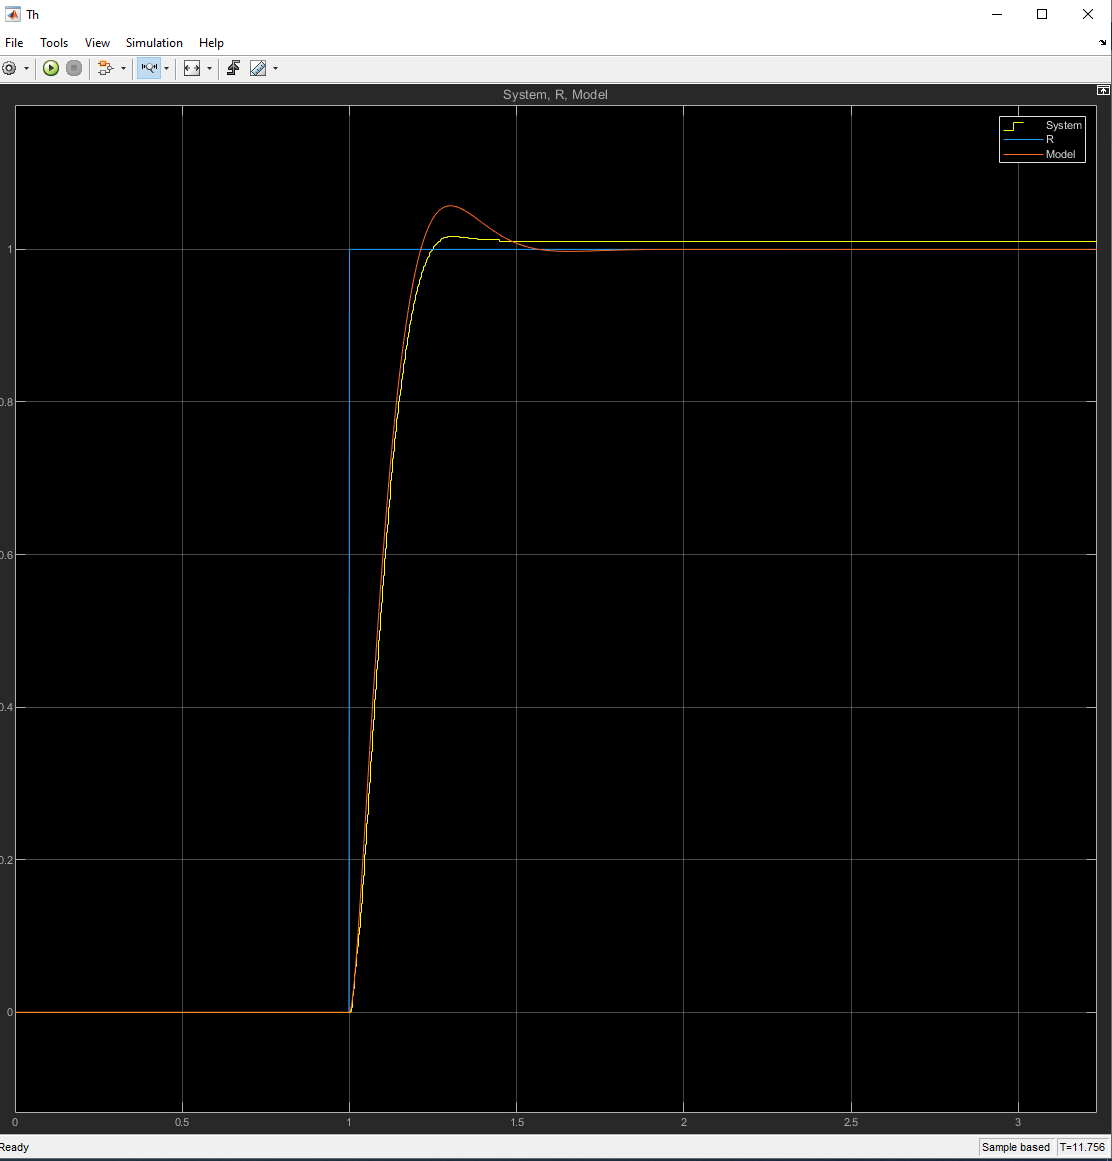 Th
File Tools View Simulation Help
System, R, Model
System
R
Model
1
0.8
0.6
0.4
0.2
0
0 0.5 1 1.5 2 2.5 3
Ready Sample based T=11.756